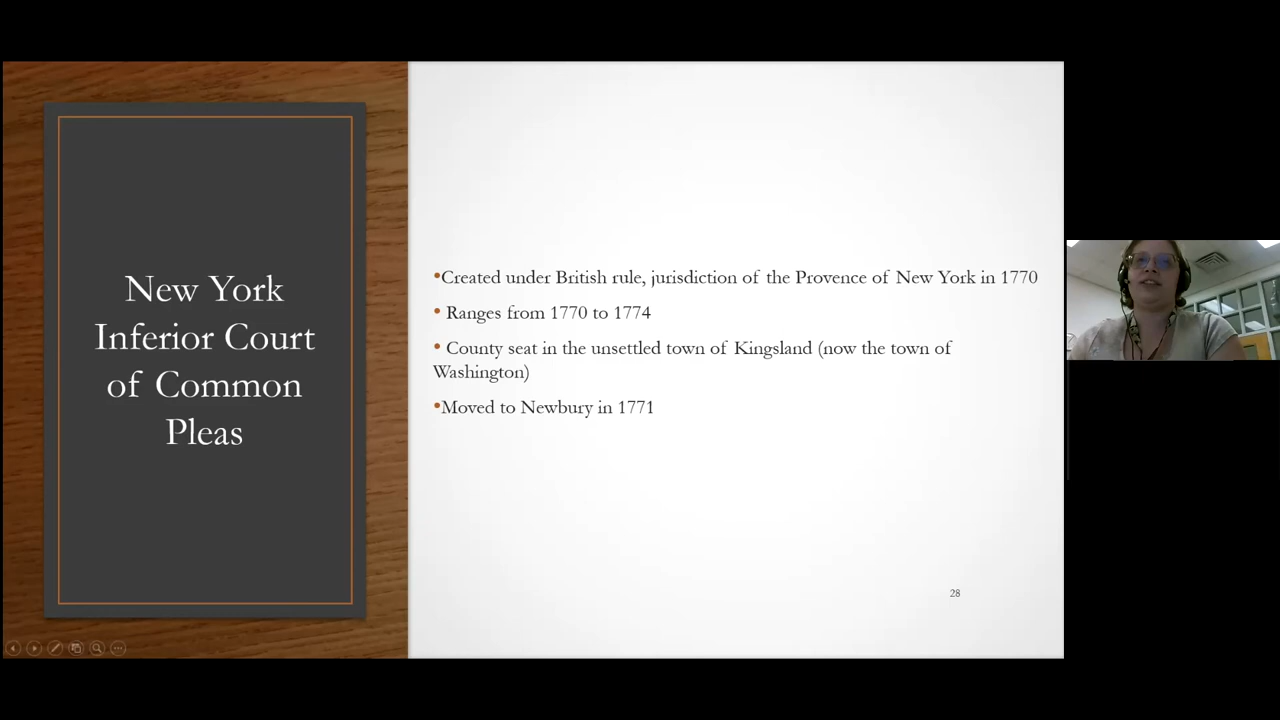 New York
Inferior Court
of Common
Pleas
•Created under British rule, jurisdiction of the Provence of New York in 1770
• Ranges from 1770 to 1774
• County seat in the unsettled town of Kingsland (now the town of
Washington)
•Moved to Newbury in 1771
28